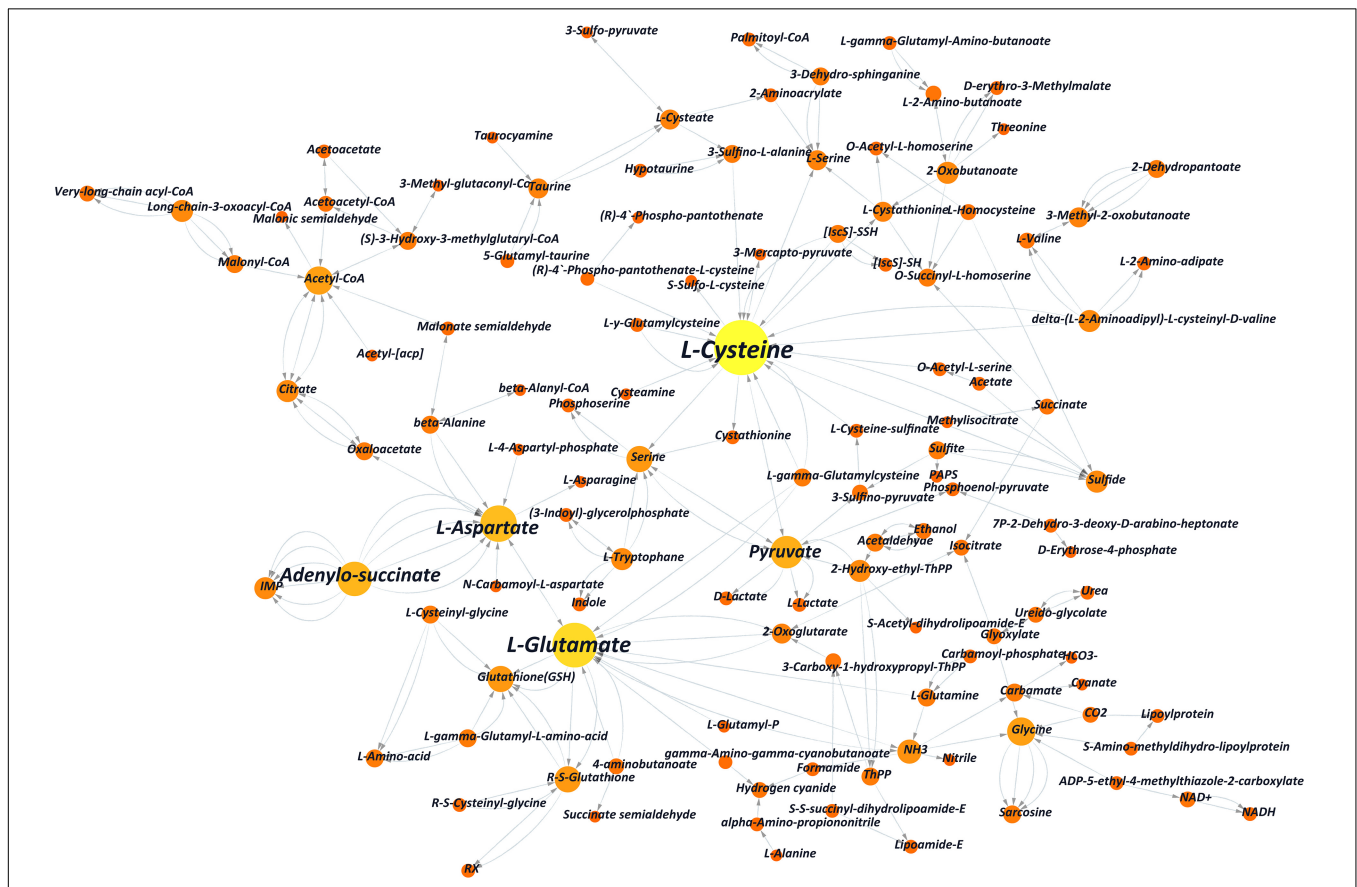 3-Sulfo-pyruvate
Palmitoyl-CoA
L-gamma-Glutamyl-Amino-butanoate
3-Dehydro-sphinganine
D-erythro-3-Methylmalate
2-Aminoacrylate
L-2-Amino-butanoate
L-Cysteate
Threonine
Taurocyamine
O-Acetyl-L-homoserine
Acetoacetate
3-Sulfino-L-alanine
L-Serine
Hypotaurine
2-Oxobutanoate
2-Dehydropantoate
3-Methyl-glutaconyl-Co
Taurine
Very-long-chain acyl-CoA
Acetoacetyl-CoA
Long-chain-3-oxoacyl-CoA
L-Cystathionine
L-Homocysteine
Malonic semialdehyde
(R)-4`-Phospho-pantothenate
3-Methyl-2-oxobutanoate
[IscS]-SSH
(S)-3-Hydroxy-3-methylglutaryl-CoA
L-Valine
3-Mercapto-pyruvate
5-Glutamyl-taurine
Malonyl-CoA
[IscS]-SH
L-2-Amino-adipate
(R)-4`-Phospho-pantothenate-L-cysteine
O-Succinyl-L-homoserine
Acetyl-CoA
S-Sulfo-L-cysteine
delta-(L-2-Aminoadipyl)-L-cysteinyl-D-valine
L-y-Glutamylcysteine
Malonate semialdehyde
L-Cysteine
Acetyl-[acp]
O-Acetyl-L-serine
Acetate
beta-Alanyl-CoA
Citrate
Cysteamine
Phosphoserine
Succinate
Methylisocitrate
beta-Alanine
L-Cysteine-sulfinate
Cystathionine
L-4-Aspartyl-phosphate
Oxaloacetate
Sulfite
Serine
L-gamma-Glutamylcysteine
PAPS
L-Asparagine
Sulfide
Phosphoenol-pyruvate
3-Sulfino-pyruvate
(3-Indoyl)-glycerolphosphate
L-Aspartate
7P-2-Dehydro-3-deoxy-D-arabino-heptonate
Ethanol
Acetaldehyde
Isocitrate
Pyruvate
D-Erythrose-4-phosphate
L-Tryptophane
2-Hydroxy-ethyl-ThPP
Adenylo-succinate
IMP
N-Carbamoyl-L-aspartate
Urea
D-Lactate
L-Lactate
Indole
L-Cysteinyl-glycine
Ureido-glycolate
S-Acetyl-dihydrolipoamide-E
2-Oxoglutarate
Glyoxylate
L-Glutamate
Carbamoyl-phosphate
HCO3-
3-Carboxy-1-hydroxypropyl-ThPP
Glutathione(GSH)
Cyanate
Carbamate
L-Glutamine
CO2
Lipoylprotein
L-Glutamyl-P
Glycine
L-gamma-Glutamyl-L-amino-acid
S-Amino-methyldihydro-lipoylprotein
NH3
L-Amino-acid
gamma-Amino-gamma-cyanobutanoate
Nitrile
4-aminobutanoate
Formamide
R-S-Glutathione
ThPP
ADP-5-ethyl-4-methylthiazole-2-carboxylate
Hydrogen cyanide
NAD+
R-S-Cysteinyl-glycine
S-S-succinyl-dihydrolipoamide-E
Succinate semialdehyde
Sarcosine
NADH
alpha-Amino-propiononitrile
Lipoamide-E
L-Alanine
RX